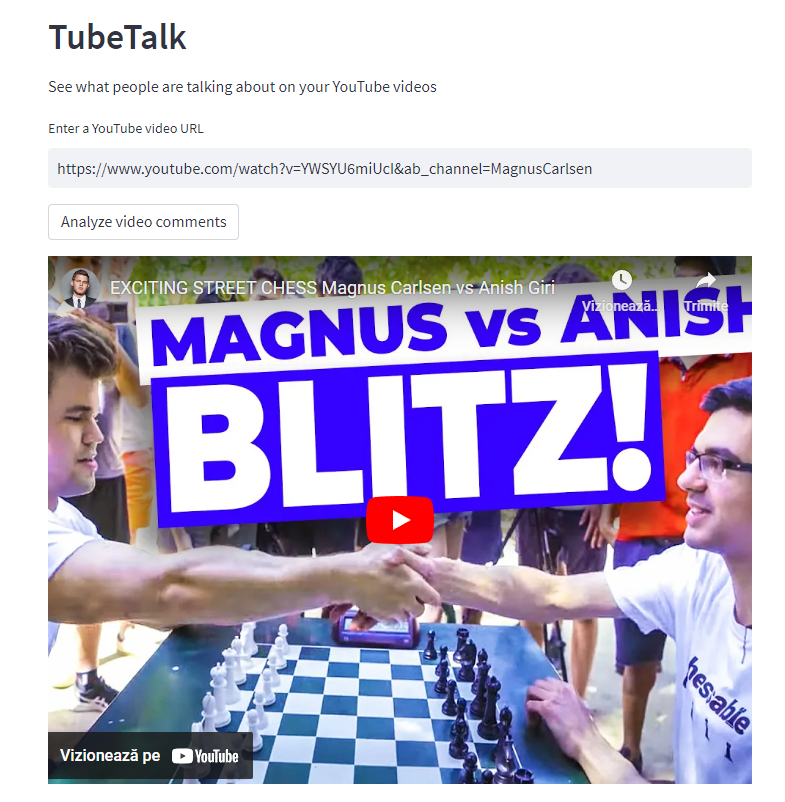 TubeTalk
See what people are talking about on your YouTube videos
Enter a YouTube video URL
https://www.youtube.com/watch?v=YWSYU6miUcI&ab_channel=MagnusCarlsen
Analyze video comments
EXCITING STREET CHESS Magnus Carlsen vs Anish Giri
Vizionează...
Trimite
MAGNUS vs ANISH
BLITZ!
Vizionează pe YouTube